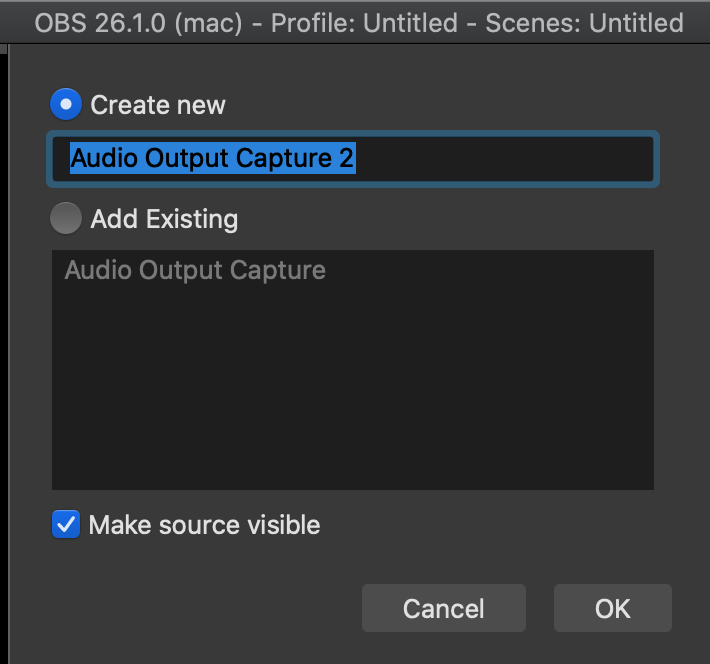 OBS 26.1.0 (mac) - Profile: Untitled - Scenes: Untitled
Create new
Audio Output Capture 2
Add Existing
Audio Output Capture
Make source visible
Cancel OK